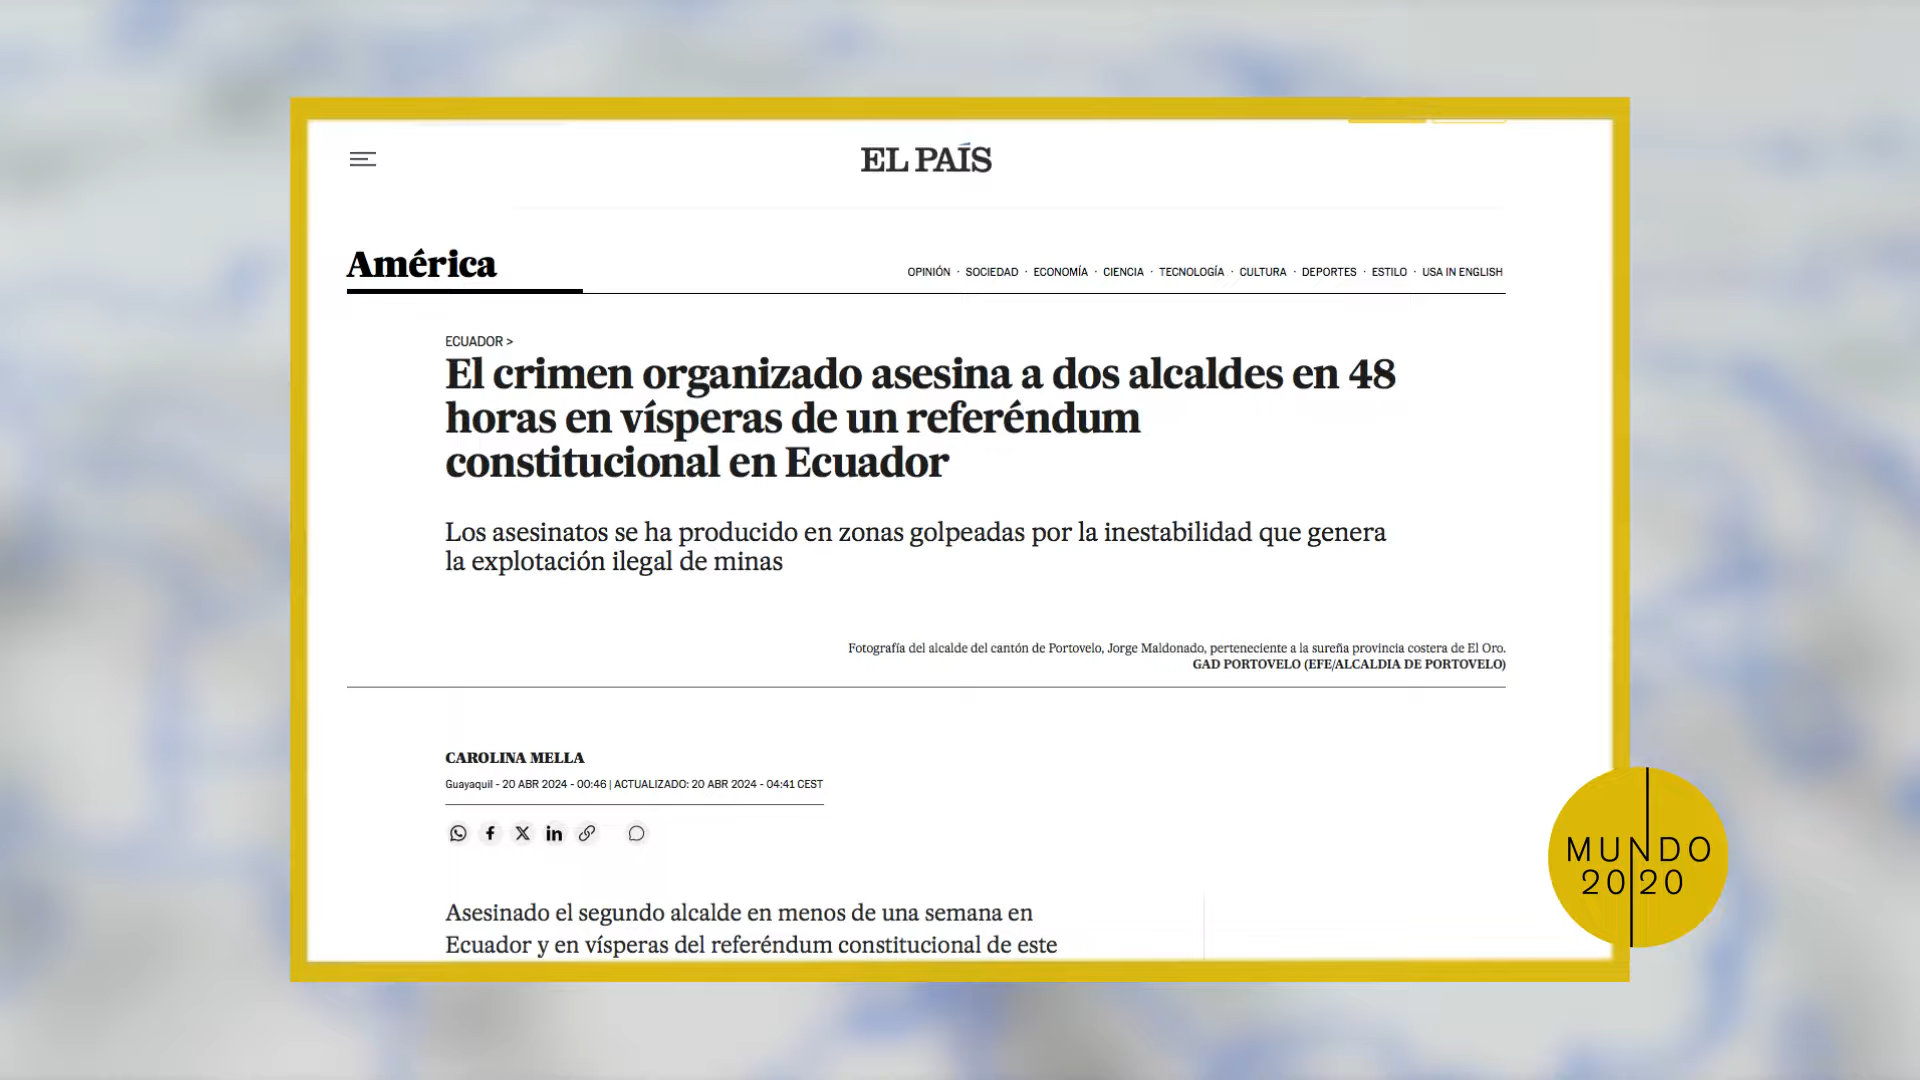 EL PAÍS
América
OPINIÓN · SOCIEDAD · ECONOMÍA · CIENCIA · TECNOLOGÍA · CULTURA · DEPORTES · ESTILO · USA IN ENGLISH
ECUADOR >
El crimen organizado asesina a dos alcaldes en 48
horas en vísperas de un referéndum
constitucional en Ecuador
Los asesinatos se ha producido en zonas golpeadas por la inestabilidad que genera
la explotación ilegal de minas
Fotografía del alcalde del cantón de Portovelo, Jorge Maldonado, perteneciente a la sureña provincia costera de El Oro.
GAD PORTOVELO (EFE/ALCALDIA DE PORTOVELO)
CAROLINA MELLA
Guayaquil - 20 ABR 2024 - 00:46 | ACTUALIZADO: 20 ABR 2024 - 04:41 CEST
Asesinado el segundo alcalde en menos de una semana en
Ecuador y en vísperas del referéndum constitucional de este
MUNDO
20 20